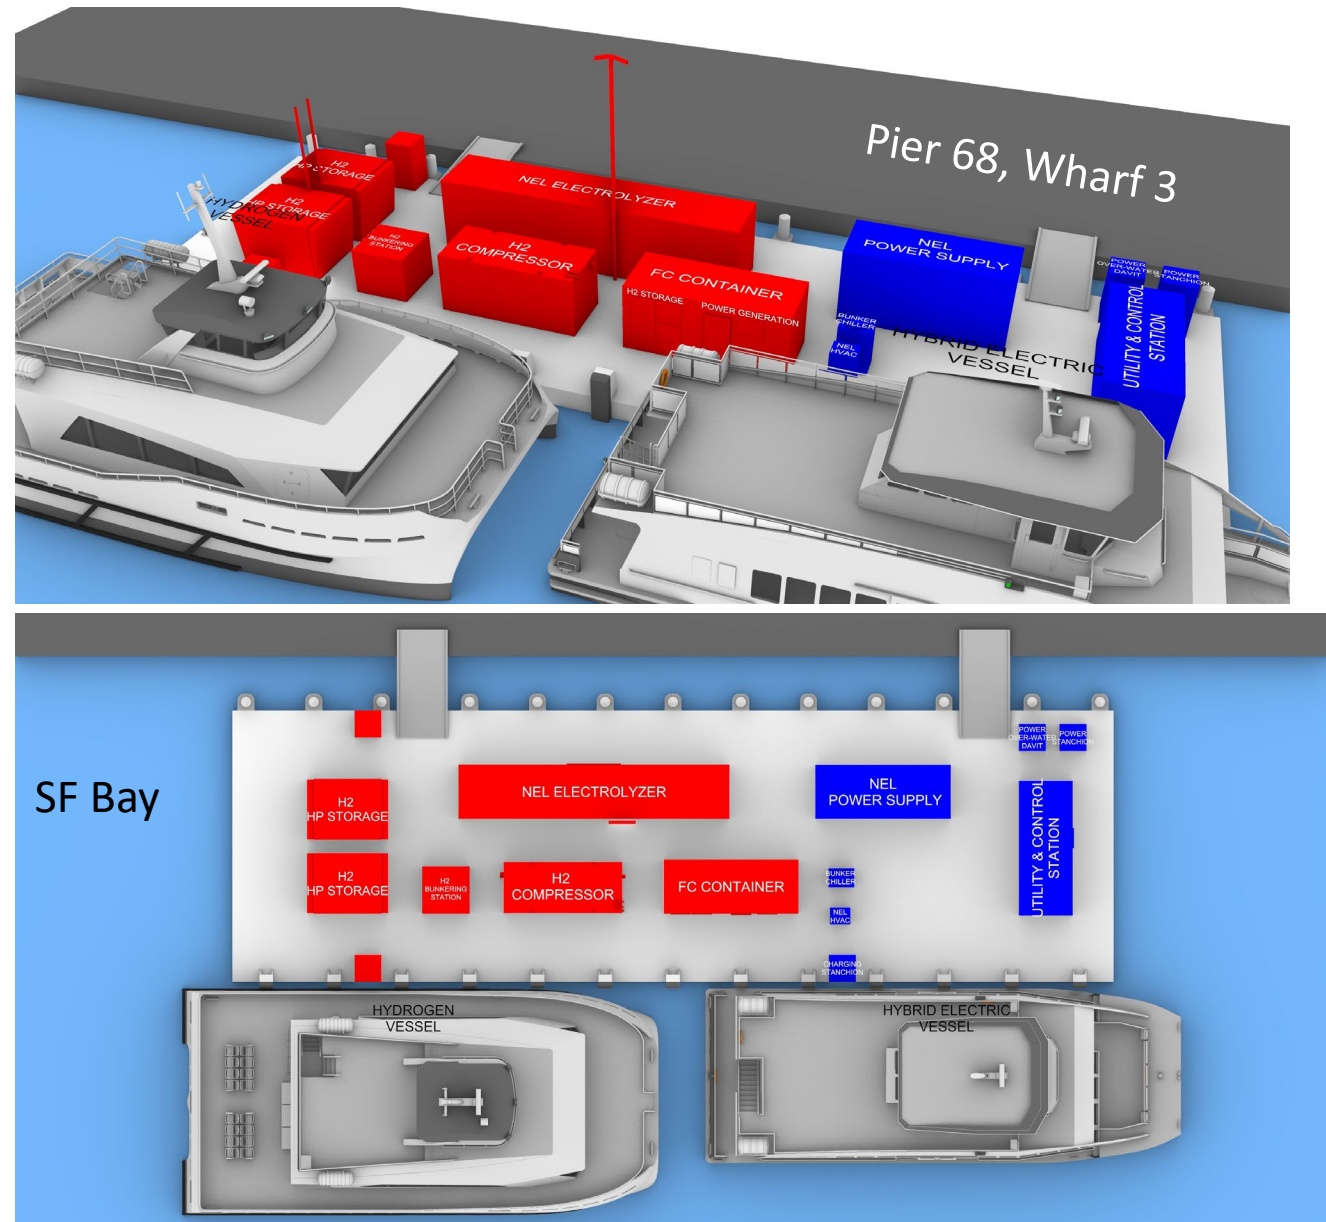 Pier 68, Wharf 3
H2
HP STORAGE
H2
HP STORAGE
HYDROGEN
VESSEL
NEL ELECTROLYZER
H2
BUNKERING
STATION
H2
COMPRESSOR
FC CONTAINER
H2 STORAGE
POWER GENERATION
NEL
POWER SUPPLY
BUNKER
CHILLER
NEL
HVAC
HYBRID ELECTRIC
VESSEL
POWER
OVER-WATER
DAVIT
POWER
STANCHION
UTILITY & CONTROL
STATION
SF Bay
POWER
OVER-WATER
DAVIT
POWER
STANCHION
H2
HP STORAGE
NEL ELECTROLYZER
NEL
POWER SUPPLY
UTILITY & CONTROL
STATION
H2
HP STORAGE
H2
BUNKERING
STATION
H2
COMPRESSOR
FC CONTAINER
BUNKER
CHILLER
NEL
HVAC
CHARGING
STANCHION
HYDROGEN
VESSEL
HYBRID ELECTRIC
VESSEL